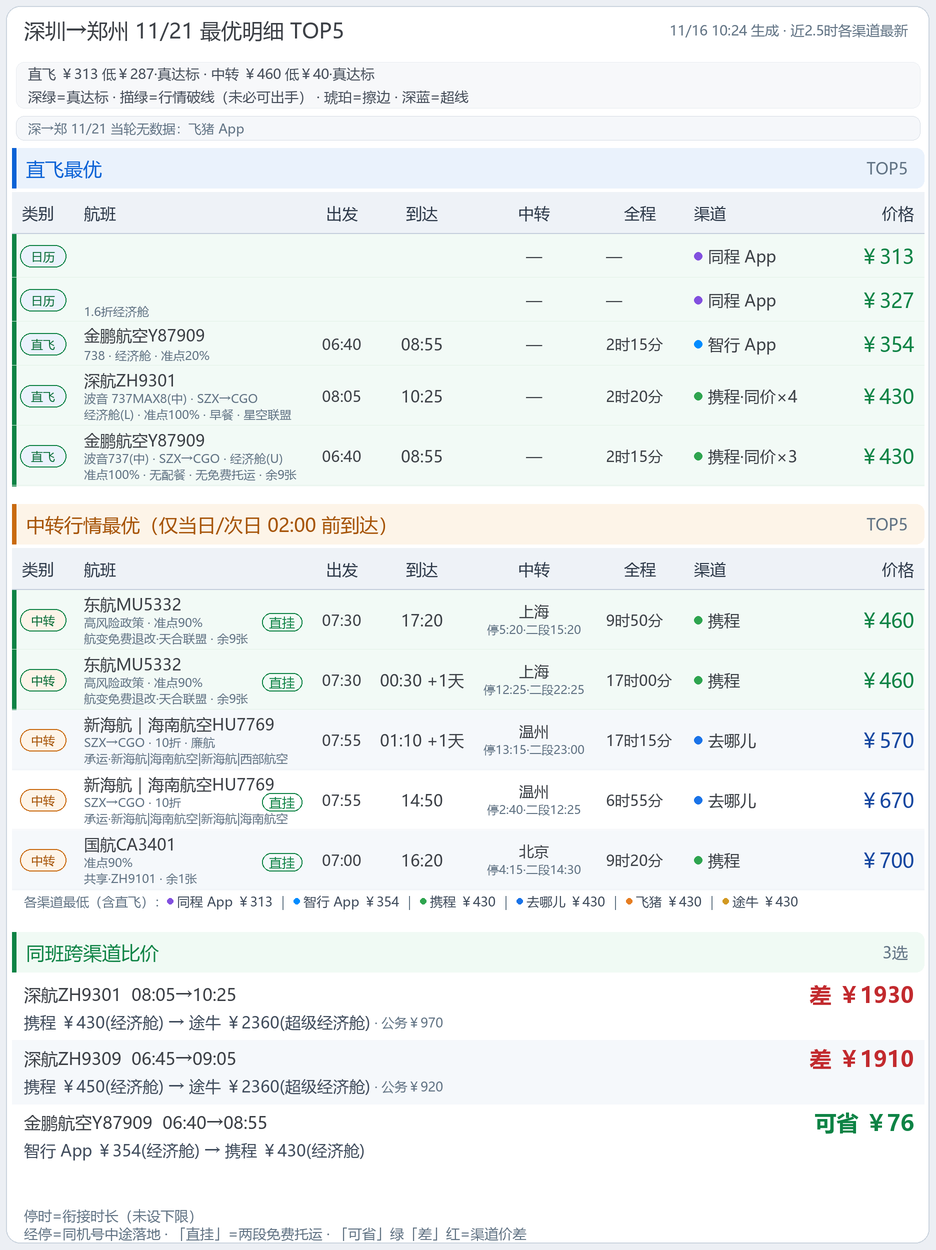 深圳→郑州 11/21 最优明细 TOP5
11/16 10:24 生成 · 近2.5时各渠道最新
直飞 ￥313 低￥287·真达标 · 中转 ￥460 低￥40·真达标
深绿=真达标 · 描绿=行情破线（未必可出手） · 琥珀=擦边 · 深蓝=超线
深→郑 11/21 当轮无数据：飞猪 App
直飞最优 TOP5
类别 航班 出发 到达 中转 全程 渠道 价格
日历 — — 同程 App ￥313
日历 1.6折经济舱 — — 同程 App ￥327
金鹏航空Y87909
直飞 06:40 08:55 — 2时15分 智行 App ￥354
738 · 经济舱 · 准点20%
深航ZH9301
直飞 波音 737MAX8(中) · SZX→CGO 08:05 10:25 — 2时20分 携程·同价×4 ￥430
经济舱(L) · 准点100% · 早餐 · 星空联盟
金鹏航空Y87909
直飞 波音737(中) · SZX→CGO · 经济舱(U) 06:40 08:55 — 2时15分 携程·同价×3 ￥430
准点100% · 无配餐 · 无免费托运 · 余9张
中转行情最优（仅当日/次日 02:00 前到达） TOP5
类别 航班 出发 到达 中转 全程 渠道 价格
东航MU5332 上海
中转 高风险政策 · 准点90% 直挂 07:30 17:20 停5:20·二段15:20 9时50分 携程 ￥460
航变免费退改·天合联盟 · 余9张
东航MU5332 上海
中转 高风险政策 · 准点90% 直挂 07:30 00:30 +1天 停12:25·二段22:25 17时00分 携程 ￥460
航变免费退改·天合联盟 · 余9张
新海航｜海南航空HU7769 温州
中转 SZX→CGO · 10折 · 廉航 07:55 01:10 +1天 停13:15·二段23:00 17时15分 去哪儿 ￥570
承运·新海航|海南航空|新海航|西部航空
新海航｜海南航空HU7769 温州
中转 SZX→CGO · 10折 直挂 07:55 14:50 停2:40·二段12:25 6时55分 去哪儿 ￥670
承运·新海航|海南航空|新海航|海南航空
国航CA3401 北京
中转 准点90% 直挂 07:00 16:20 停4:15·二段14:30 9时20分 携程 ￥700
共享·ZH9101 · 余1张
各渠道最低（含直飞）： 同程 App ￥313 ｜ 智行 App ￥354 ｜ 携程 ￥430 ｜ 去哪儿 ￥430 ｜ 飞猪 ￥430 ｜ 途牛 ￥430
同班跨渠道比价 3选
深航ZH9301 08:05→10:25 差 ￥1930
携程 ￥430(经济舱) → 途牛 ￥2360(超级经济舱) · 公务￥970
深航ZH9309 06:45→09:05 差 ￥1910
携程 ￥450(经济舱) → 途牛 ￥2360(超级经济舱) · 公务￥920
金鹏航空Y87909 06:40→08:55 可省 ￥76
智行 App ￥354(经济舱) → 携程 ￥430(经济舱)
停时=衔接时长（未设下限）
经停=同机号中途落地 · 「直挂」=两段免费托运 · 「可省」绿「差」红=渠道价差